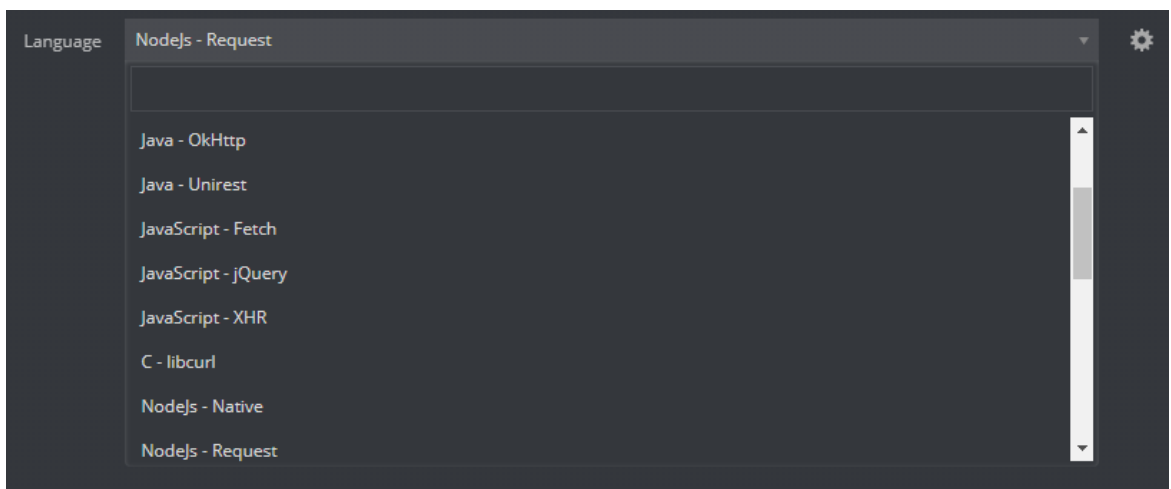 Language NodeJs - Request
Java - OkHttp
Java - Unirest
JavaScript - Fetch
JavaScript - jQuery
JavaScript - XHR
C - libcurl
NodeJs - Native
NodeJs - Request